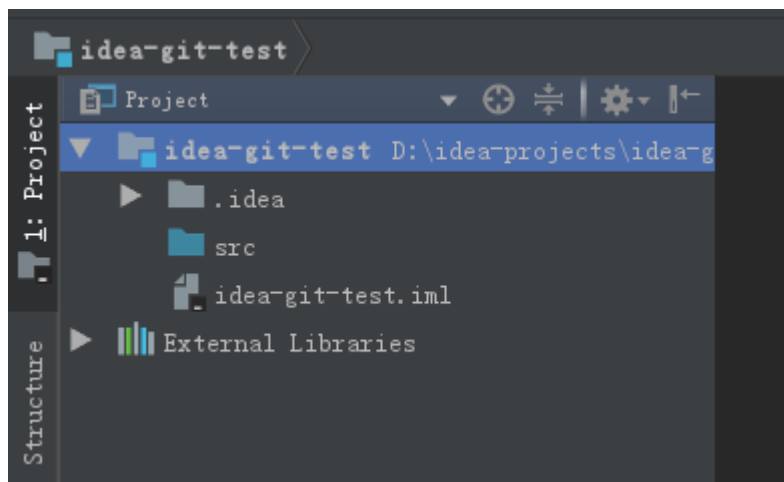 idea-git-test
Project
idea-git-test D:\idea-projects\idea-g
.idea
src
idea-git-test.iml
External Libraries
1: Project
Structure